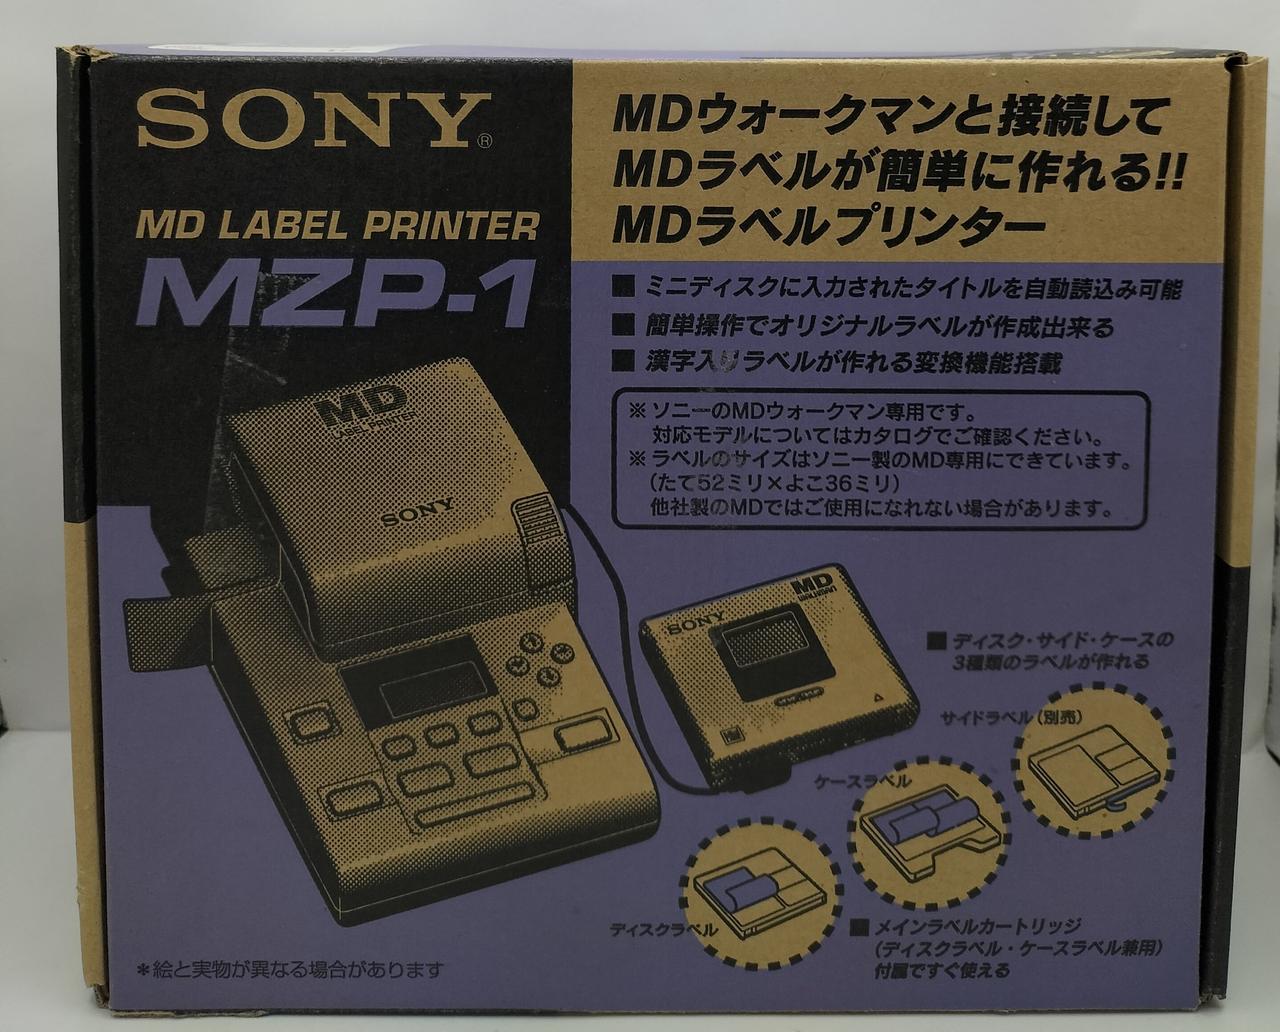 SONY®
MD LABEL PRINTER
MZP-1
MDウォークマンと接続して
MDラベルが簡単に作れる!!
MDラベルプリンター
■ ミニディスクに入力されたタイトルを自動読込み可能
■ 簡単操作でオリジナルラベルが作成出来る
■ 漢字入りラベルが作れる変換機能搭載
※ ソニーのMDウォークマン専用です。
対応モデルについてはカタログでご確認ください。
※ ラベルのサイズはソニー製のMD専用にできています。
(たて52ミリ×よこ36ミリ)
他社製のMDではご使用になれない場合があります。
MD
LABEL PRINTER
SONY
SONY
MD
WALKMAN
■ ディスク・サイド・ケースの
3種類のラベルが作れる
サイドラベル(別売)
ケースラベル
ディスクラベル
■ メインラベルカートリッジ
(ディスクラベル・ケースラベル兼用)
付属ですぐ使える
*絵と実物が異なる場合があります